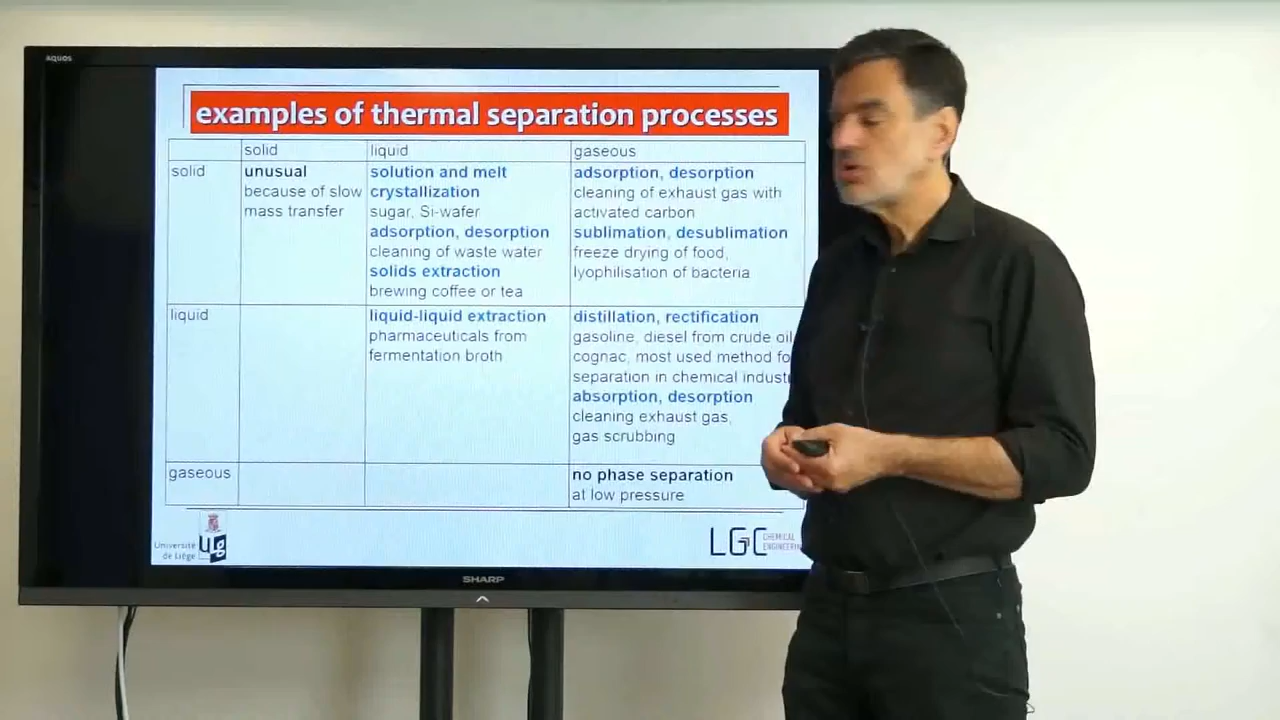 AQUOS
examples of thermal separation processes
solid
liquid
gaseous
solid
unusual
because of slow
mass transfer
solution and melt
crystallization
sugar, Si-wafer
adsorption, desorption
cleaning of waste water
solids extraction
brewing coffee or tea
adsorption, desorption
cleaning of exhaust gas with
activated carbon
sublimation, desublimation
freeze drying of food,
lyophilisation of bacteria
liquid
liquid-liquid extraction
pharmaceuticals from
fermentation broth
distillation, rectification
gasoline, diesel from crude oil
cognac, most used method fo
separation in chemical indust
absorption, desorption
cleaning exhaust gas,
gas scrubbing
gaseous
no phase separation
at low pressure
Université
de Liège
ulg
LGC
CHEMICAL
ENGINEERIN
SHARP